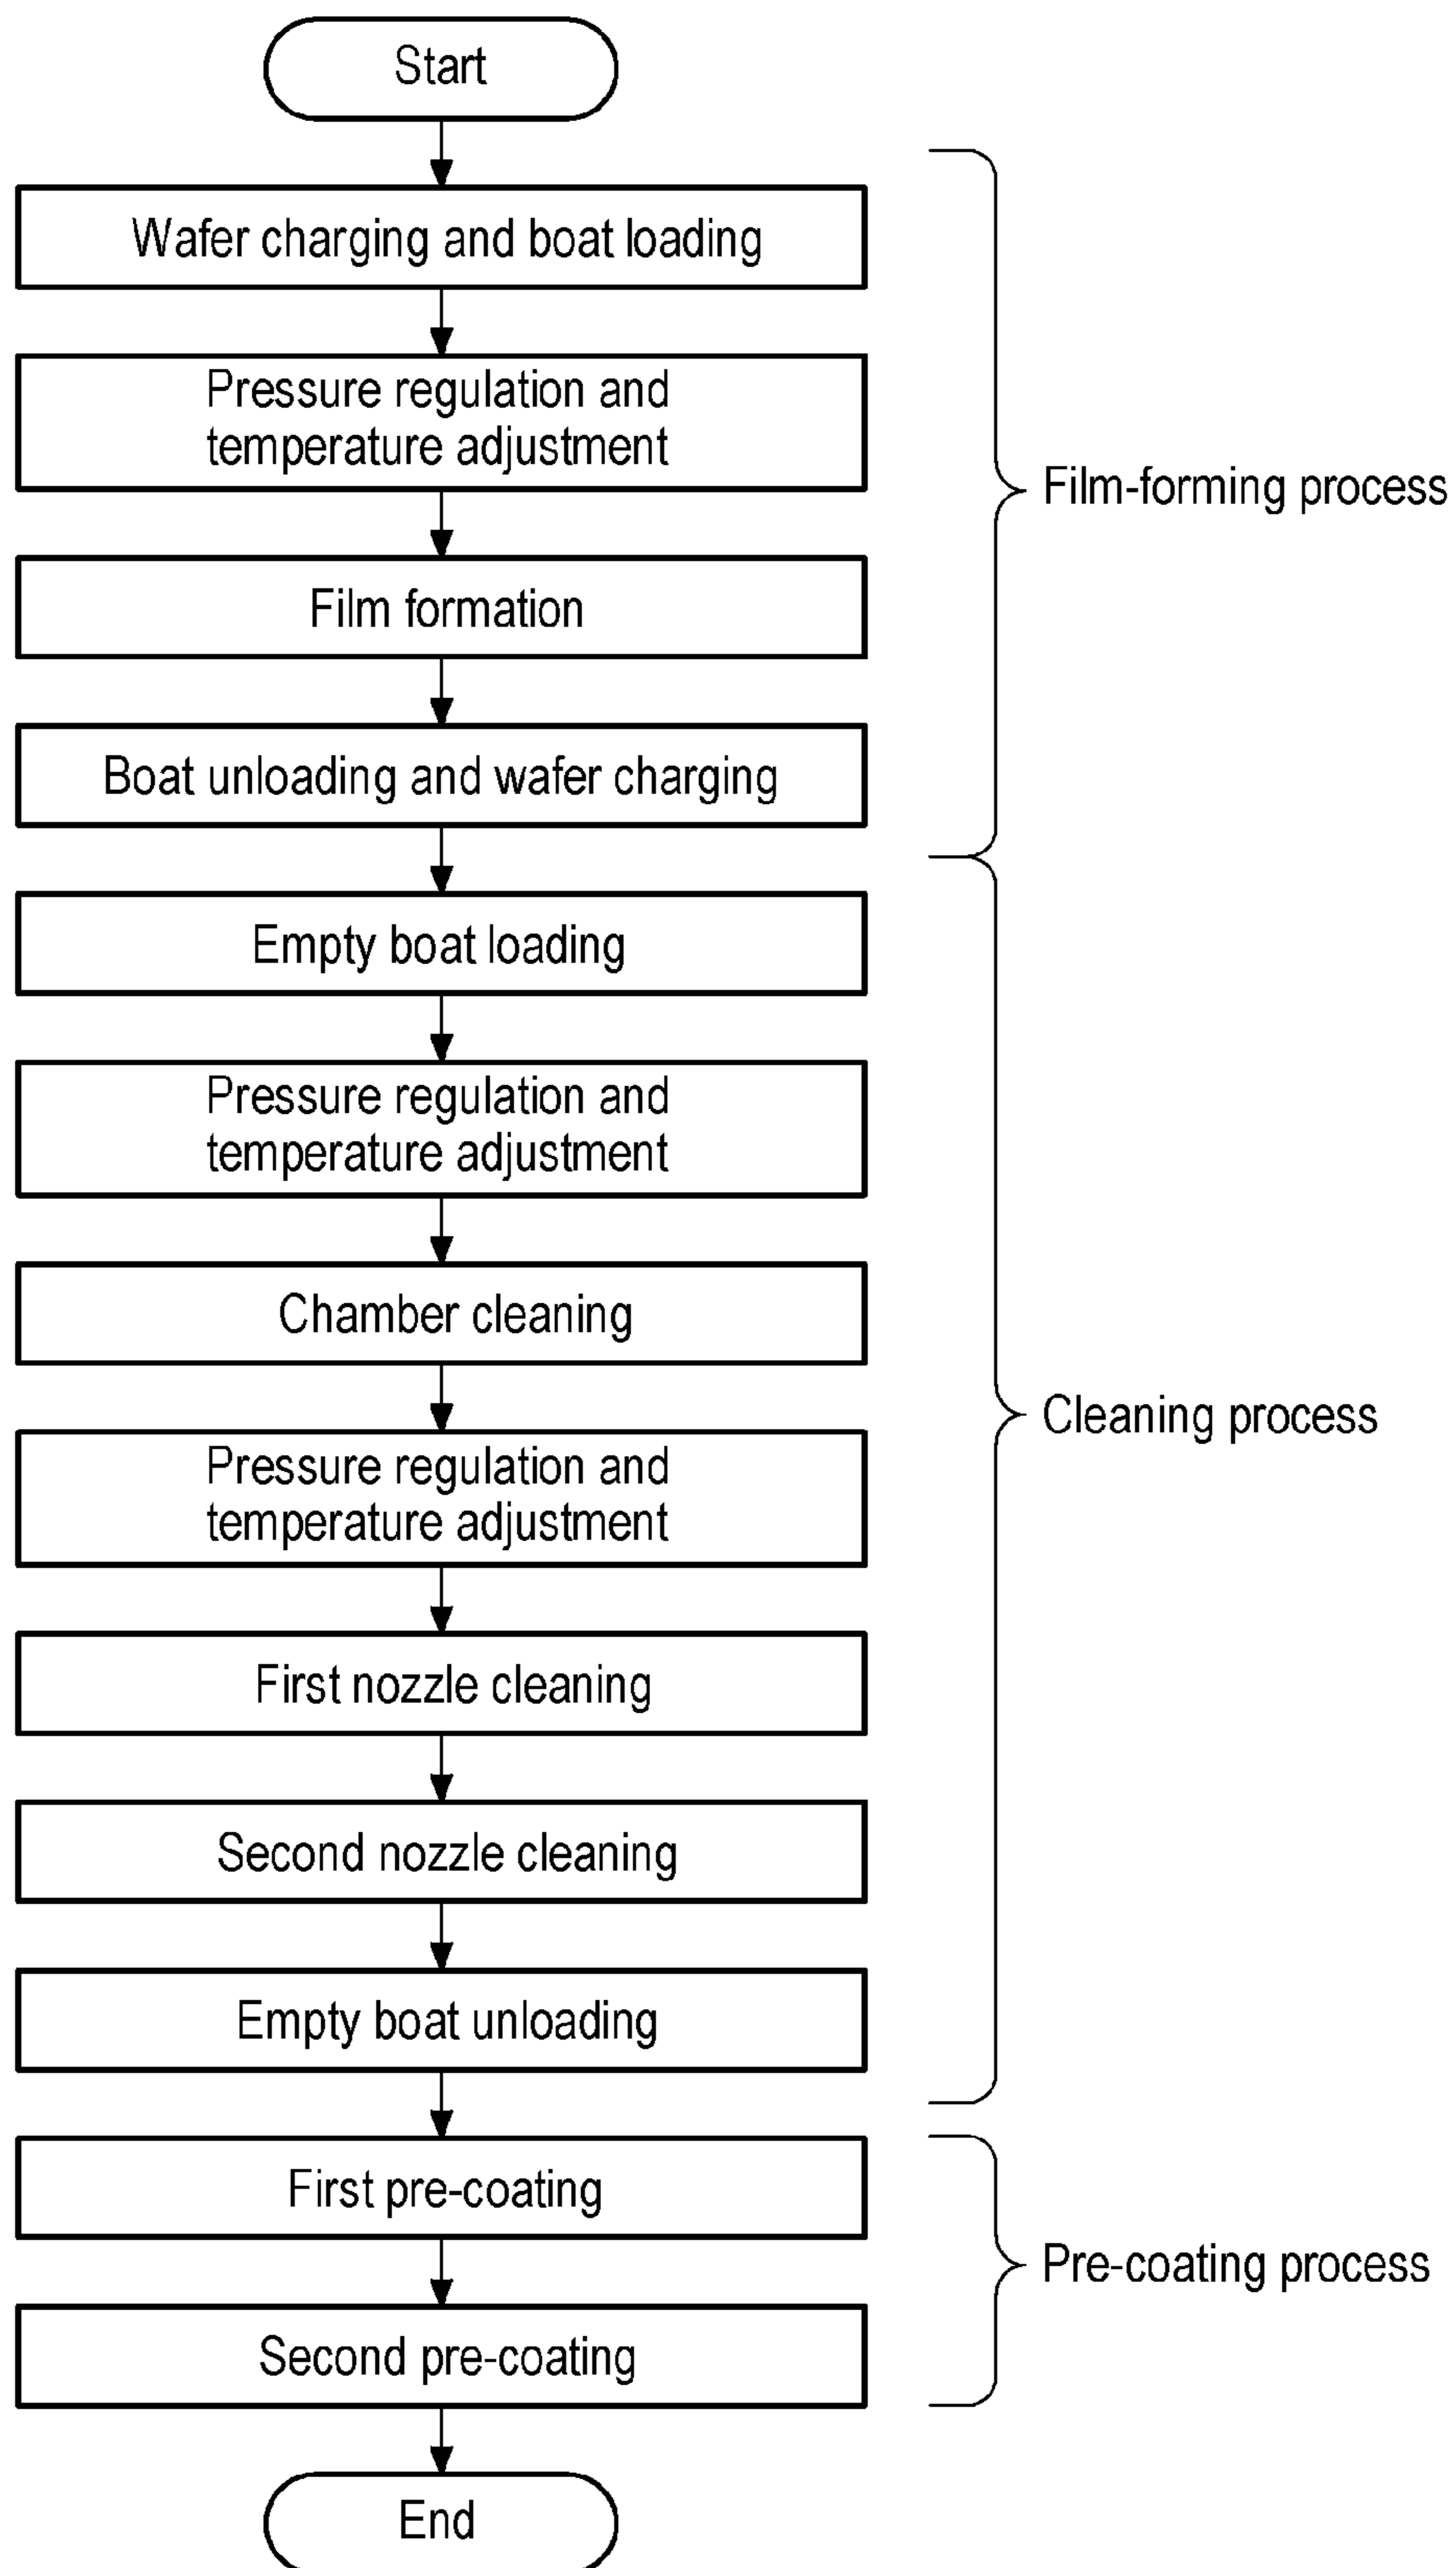 Start
Wafer charging and boat loading
Pressure regulation and
temperature adjustment
Film-forming process
Film formation
Boat unloading and wafer charging
Empty boat loading
Pressure regulation and
temperature adjustment
Chamber cleaning
Cleaning process
Pressure regulation and
temperature adjustment
First nozzle cleaning
Second nozzle cleaning
Empty boat unloading
First pre-coating
Pre-coating process
Second pre-coating
End